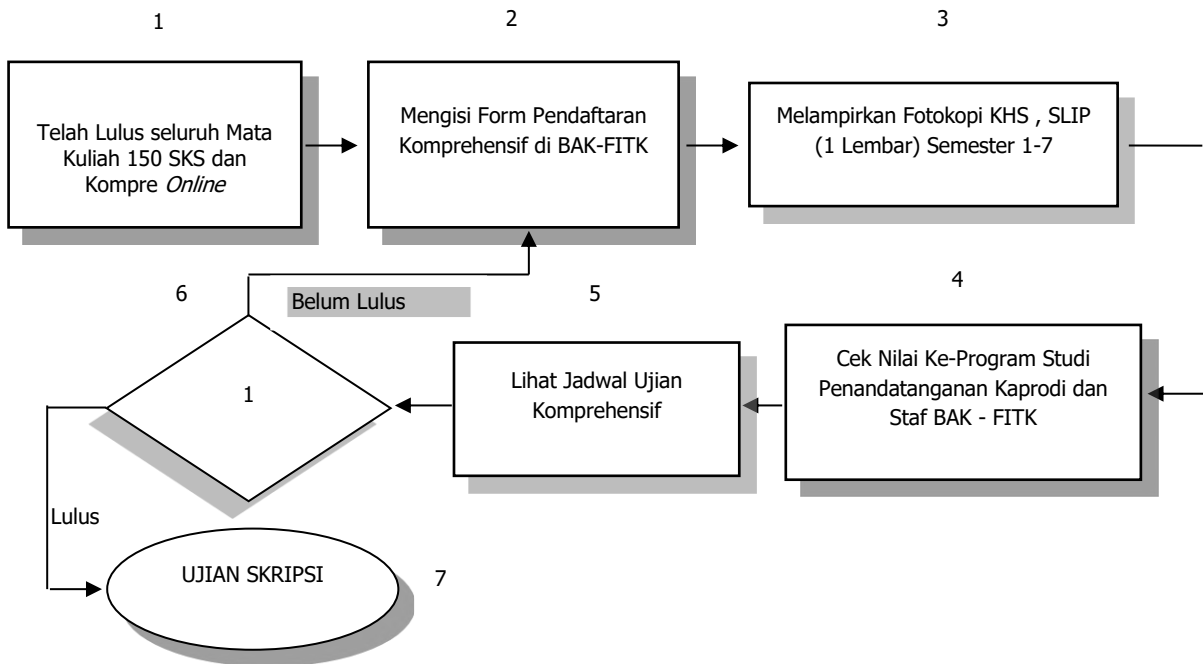 1
2
3
Telah Lulus seluruh Mata
Kuliah 150 SKS dan
Kompre Online
Mengisi Form Pendaftaran
Komprehensif di BAK-FITK
Melampirkan Fotokopi KHS , SLIP
(1 Lembar) Semester 1-7
6
Belum Lulus
5
4
1
Lihat Jadwal Ujian
Komprehensif
Cek Nilai Ke-Program Studi
Penandatanganan Kaprodi dan
Staf BAK - FITK
Lulus
UJIAN SKRIPSI
7